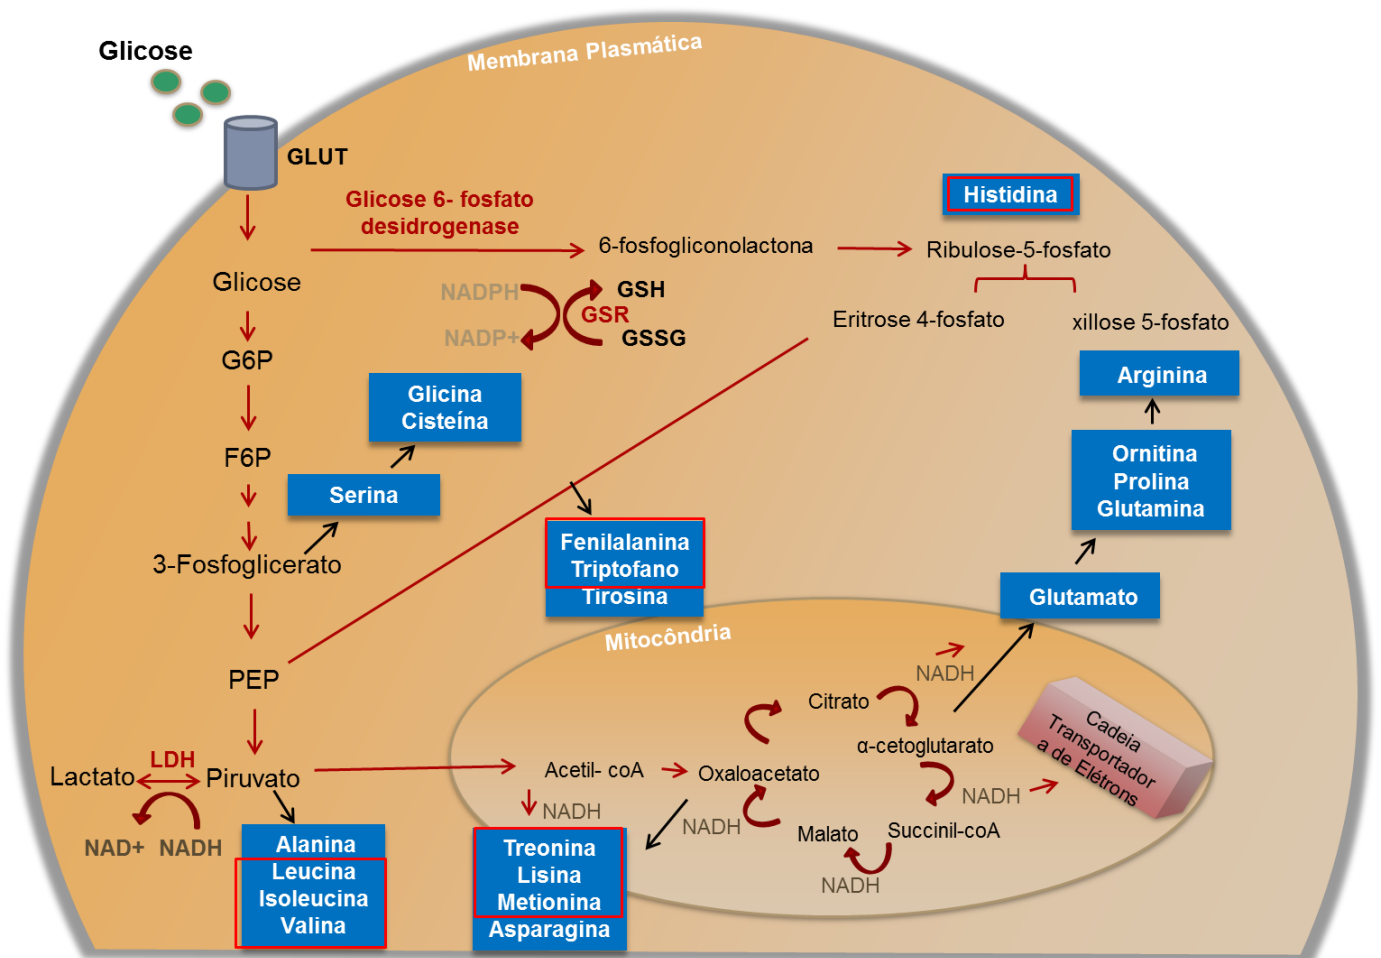 Glicose
Membrana Plasmática
GLUT
Glicose 6- fosfato
desidrogenase
Histidina
6-fosfogliconolactona
Ribulose-5-fosfato
Glicose
NADPH
GSH
GSR
NADP+
GSSG
Eritrose 4-fosfato
xillose 5-fosfato
G6P
Arginina
Glicina
Cisteína
F6P
Ornitina
Prolina
Glutamina
Serina
3-Fosfoglicerato
Fenilalanina
Triptofano
Tirosina
Glutamato
Mitocôndria
PEP
NADH
Citrato
Cadeia
Transportador
a de Elétrons
α-cetoglutarato
LDH
Lactato
Piruvato
Acetil- coA
Oxaloacetato
NADH
NADH
NADH
Malato
Succinil-coA
NADH
NAD+
NADH
Alanina
Leucina
Isoleucina
Valina
Treonina
Lisina
Metionina
Asparagina